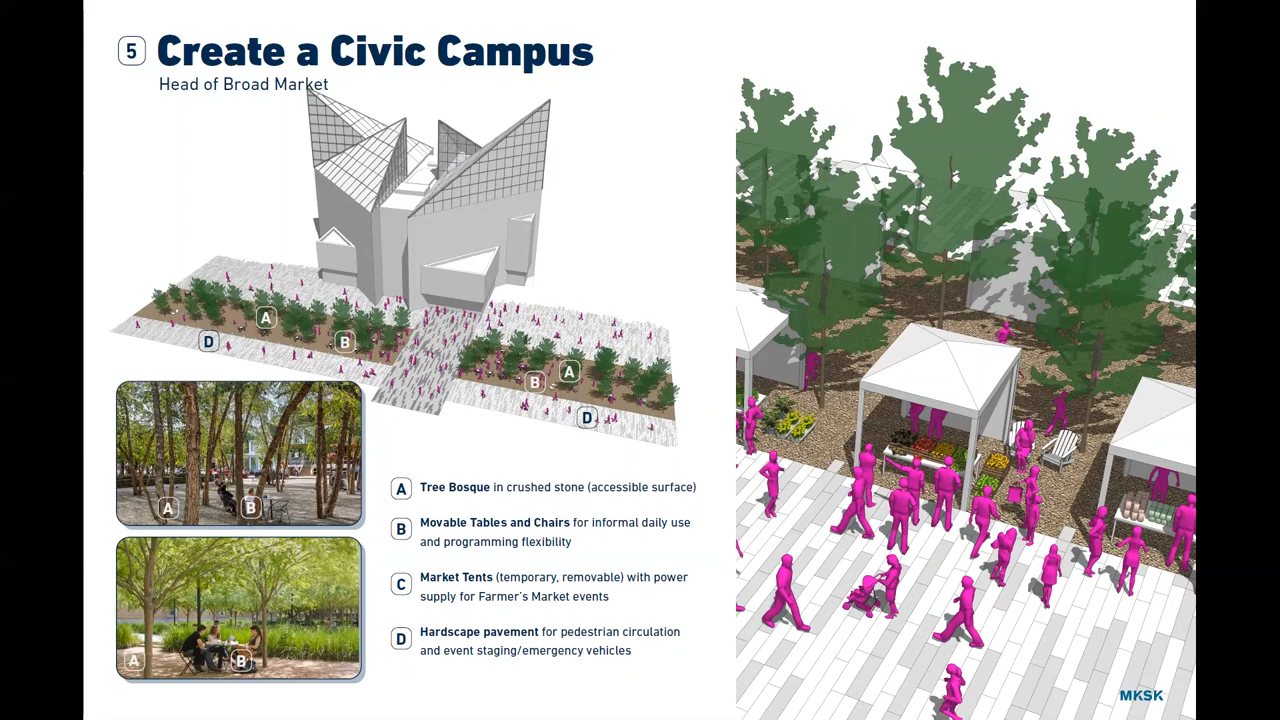 5 Create a Civic Campus
Head of Broad Market
A
B
D
A
B
D
A
B
A
B
A Tree Bosque in crushed stone (accessible surface)
B Movable Tables and Chairs for informal daily use
and programming flexibility
C Market Tents (temporary, removable) with power
supply for Farmer's Market events
D Hardscape pavement for pedestrian circulation
and event staging/emergency vehicles
MKSK